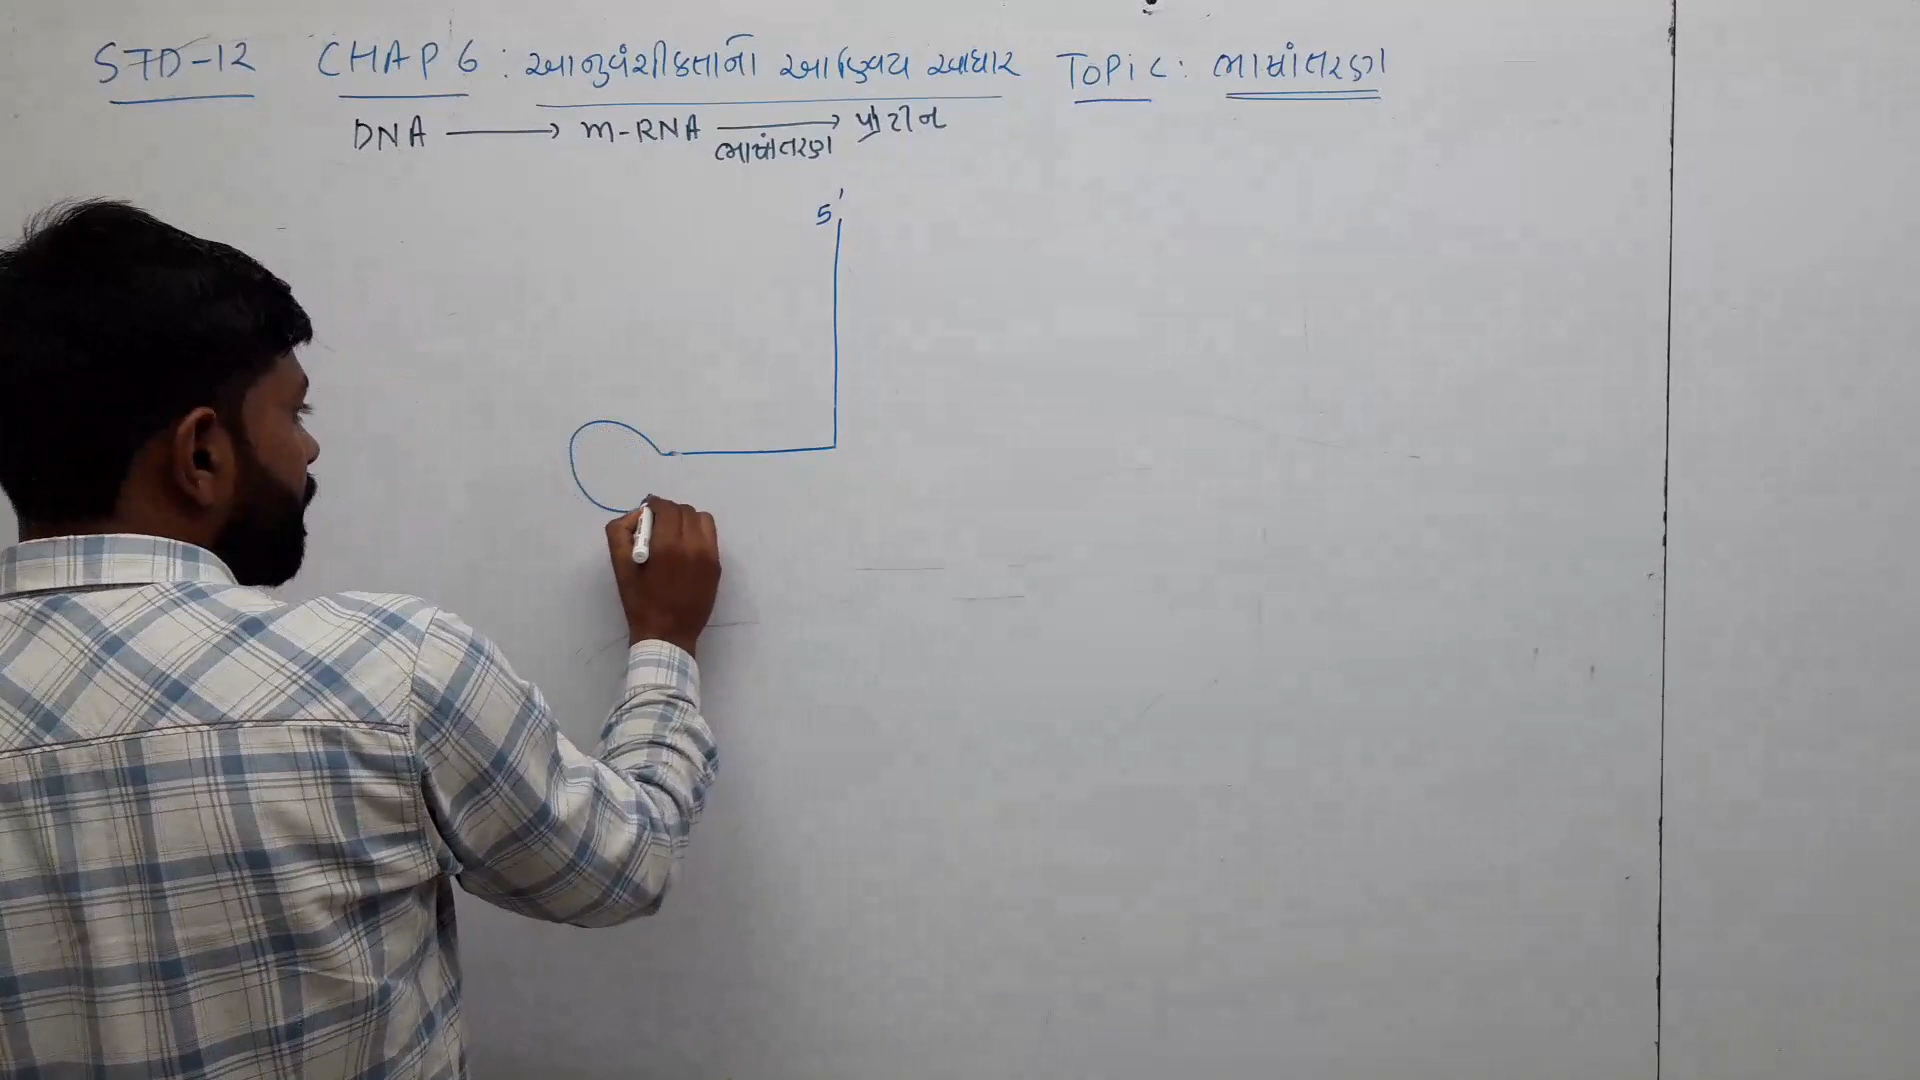 STD-12 CHAP 6 : આનુવંશીકતાનો આણ્વિય આધાર TOPIC : ભાષાંતરણ
DNA → m-RNA → પ્રોટીન
ભાષાંતરણ
5'